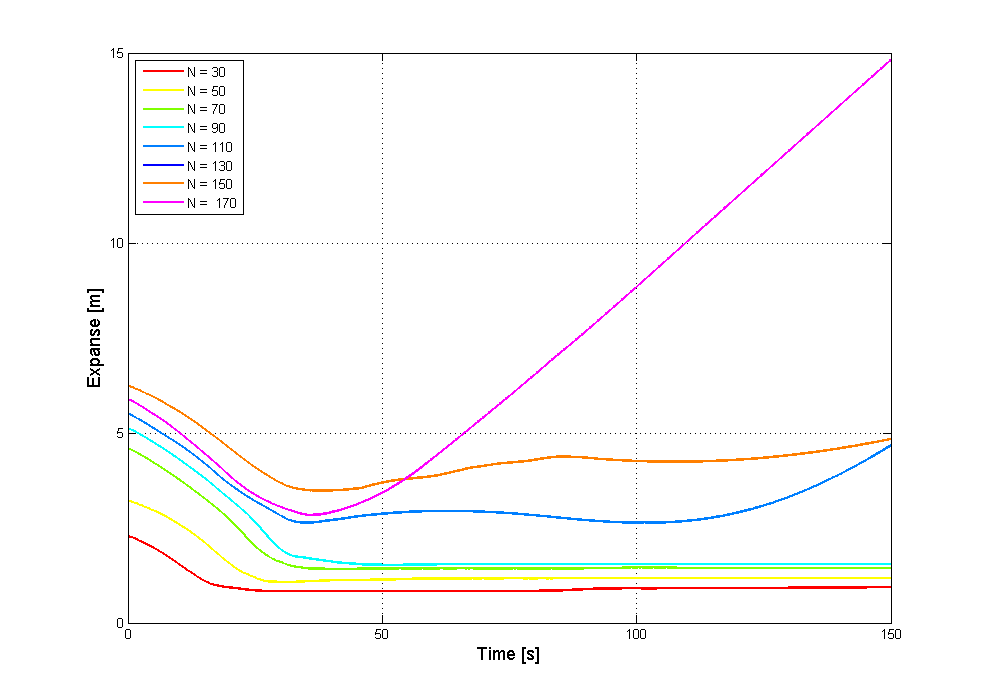 15
N = 30
N = 50
N = 70
N = 90
N = 110
N = 130
N = 150
N =  170
10
Expanse [m]
5
0
0 50 100 150
Time [s]